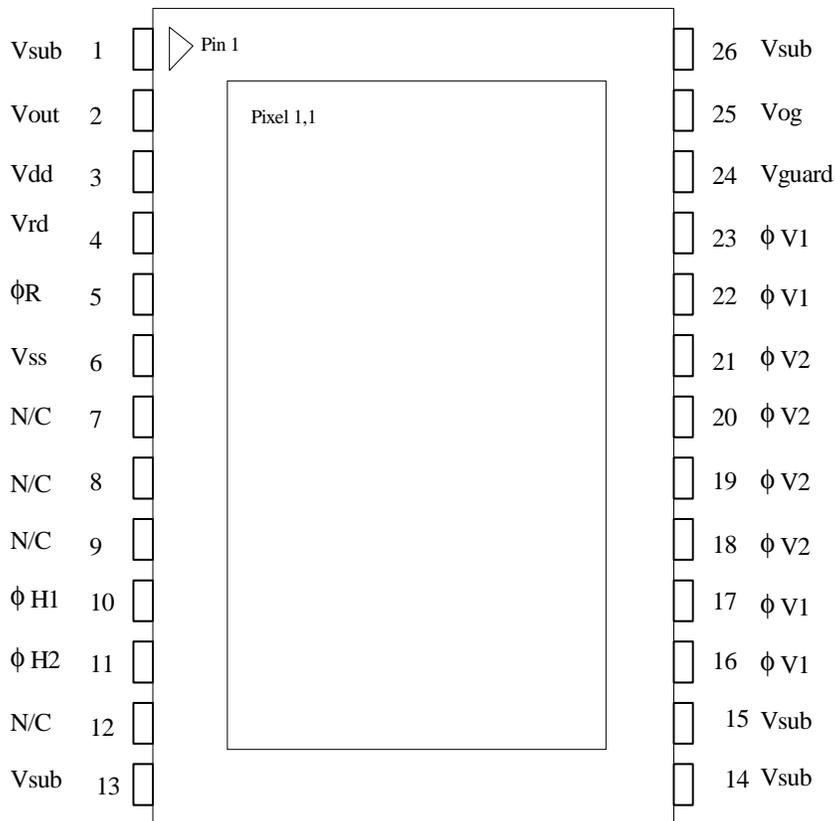 Vsub 1 Pin 1 26 Vsub
Vout 2 Pixel 1,1 25 Vog
Vdd 3 24 Vguard
Vrd 4 23 ϕ V1
ϕR 5 22 ϕ V1
Vss 6 21 ϕ V2
N/C 7 20 ϕ V2
N/C 8 19 ϕ V2
N/C 9 18 ϕ V2
ϕ H1 10 17 ϕ V1
ϕ H2 11 16 ϕ V1
N/C 12 15 Vsub
Vsub 13 14 Vsub